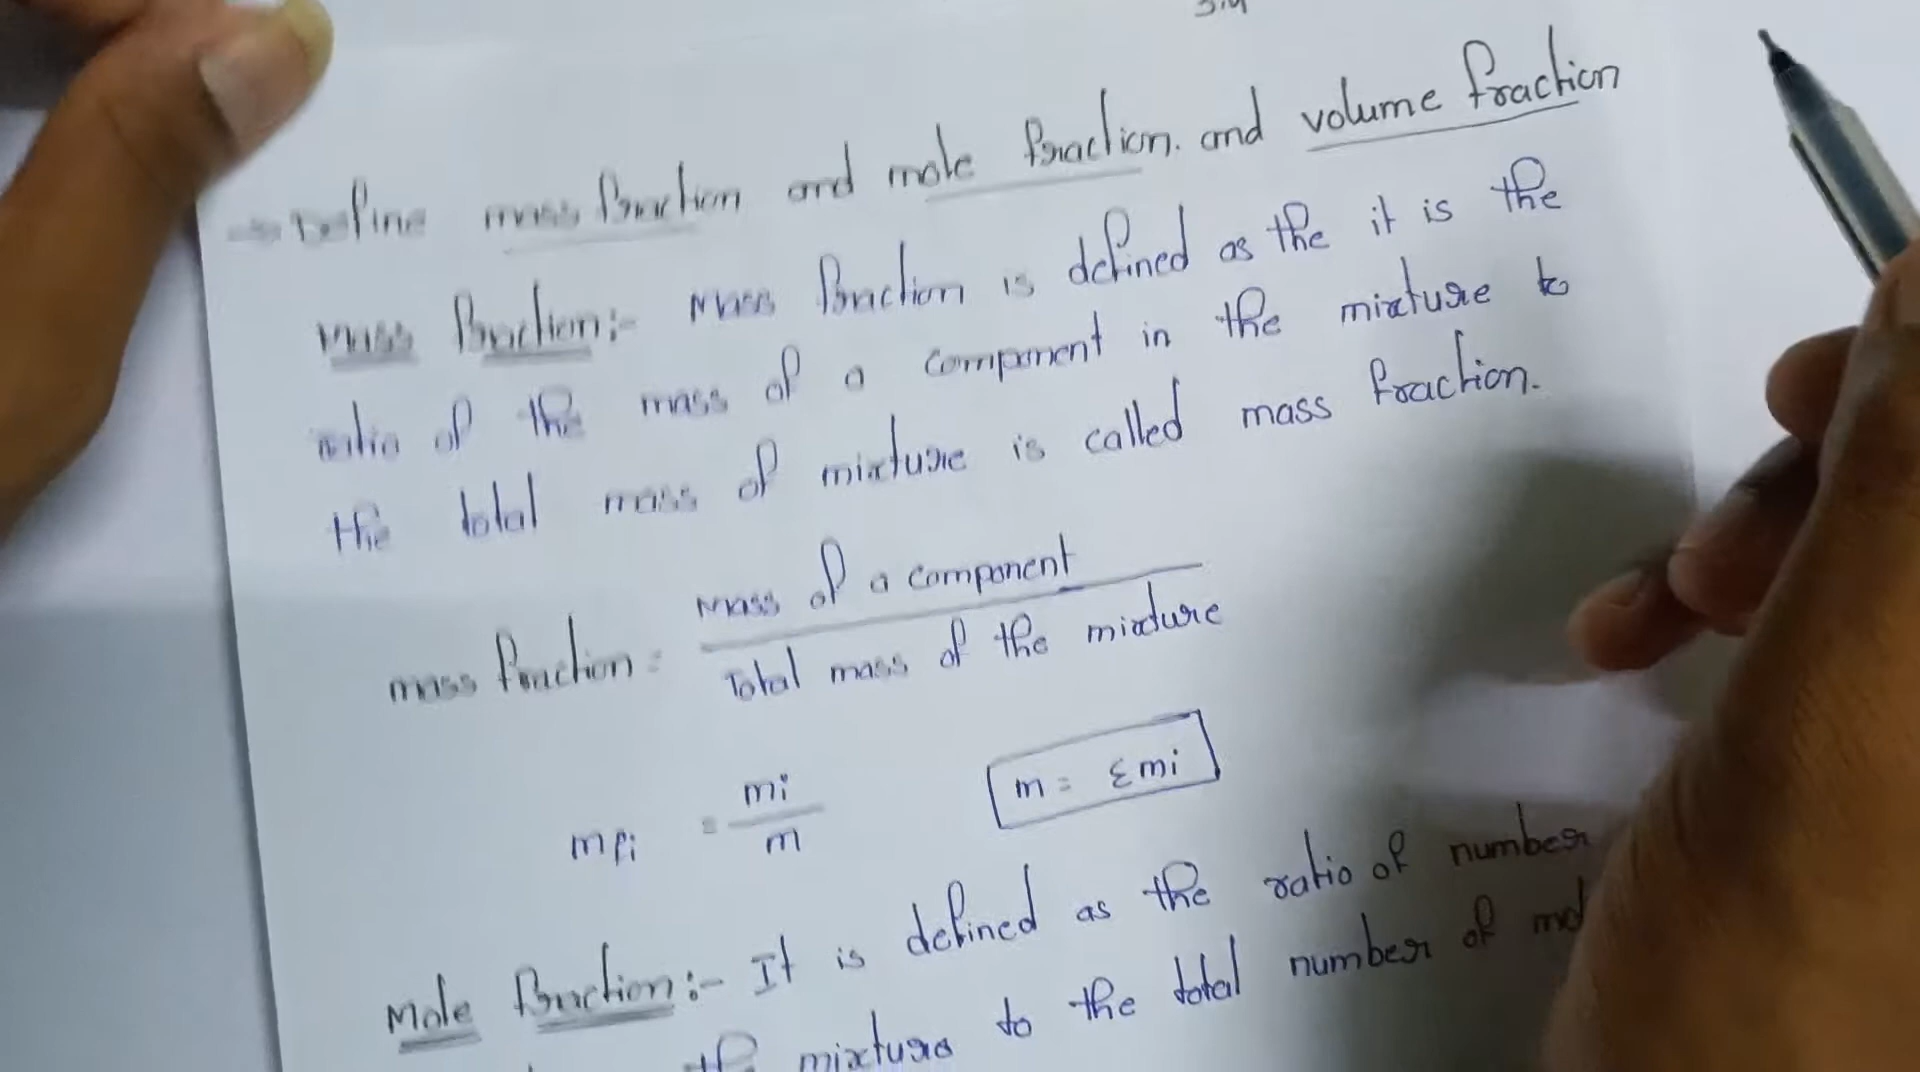 → Define mass fraction and mole fraction. and volume fraction
Mass fraction:- Mass fraction is defined as the it is the
ratio of the mass of a component in the mixture to
the total mass of mixture is called mass fraction.
mass fraction = Mass of a component
Total mass of the mixture
mfi = mi / m
m = Σmi
Mole fraction:- It is defined as the ratio of number
mixture to the total number of